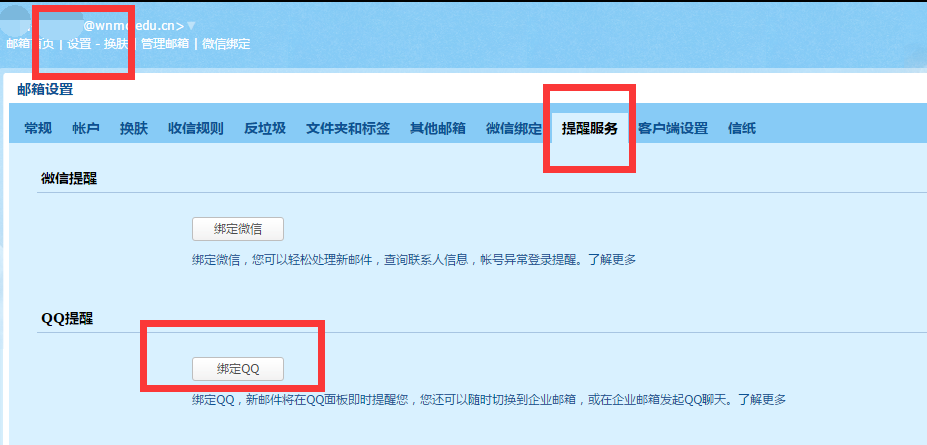 @wnmc.edu.cn>▼
邮箱首页 | 设置 - 换肤 | 管理邮箱 | 微信绑定
邮箱设置
常规 帐户 换肤 收信规则 反垃圾 文件夹和标签 其他邮箱 微信绑定 提醒服务 客户端设置 信纸
微信提醒
绑定微信
绑定微信，您可以轻松处理新邮件，查询联系人信息，帐号异常登录提醒。了解更多
QQ提醒
绑定QQ
绑定QQ，新邮件将在QQ面板即时提醒您，您还可以随时切换到企业邮箱，或在企业邮箱发起QQ聊天。了解更多